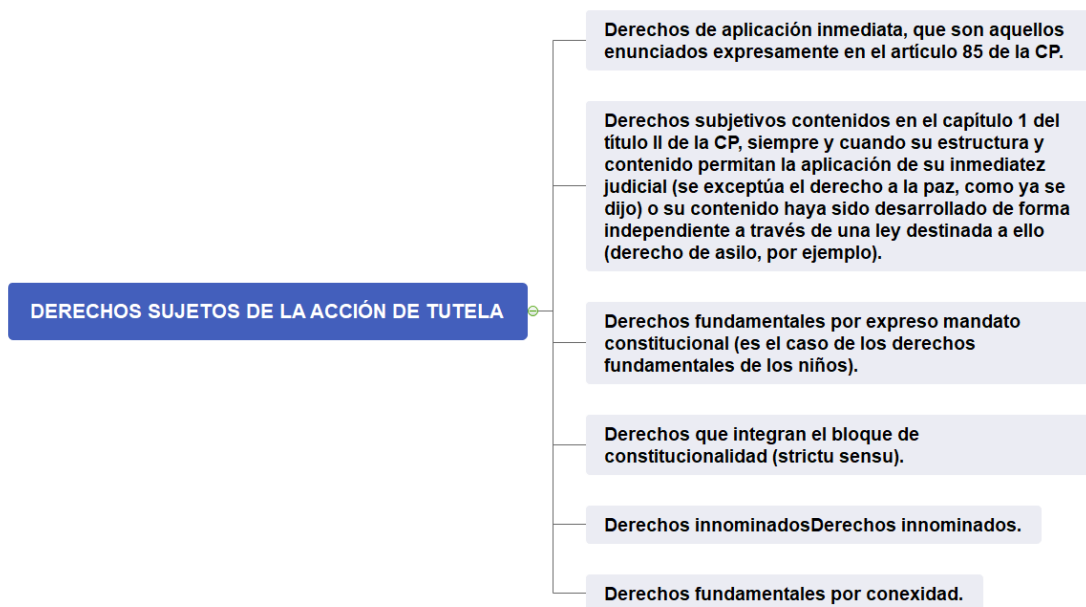 DERECHOS SUJETOS DE LA ACCIÓN DE TUTELA
Derechos de aplicación inmediata, que son aquellos
enunciados expresamente en el artículo 85 de la CP.
Derechos subjetivos contenidos en el capítulo 1 del
título II de la CP, siempre y cuando su estructura y
contenido permitan la aplicación de su inmediatez
judicial (se exceptúa el derecho a la paz, como ya se
dijo) o su contenido haya sido desarrollado de forma
independiente a través de una ley destinada a ello
(derecho de asilo, por ejemplo).
Derechos fundamentales por expreso mandato
constitucional (es el caso de los derechos
fundamentales de los niños).
Derechos que integran el bloque de
constitucionalidad (strictu sensu).
Derechos innominadosDerechos innominados.
Derechos fundamentales por conexidad.